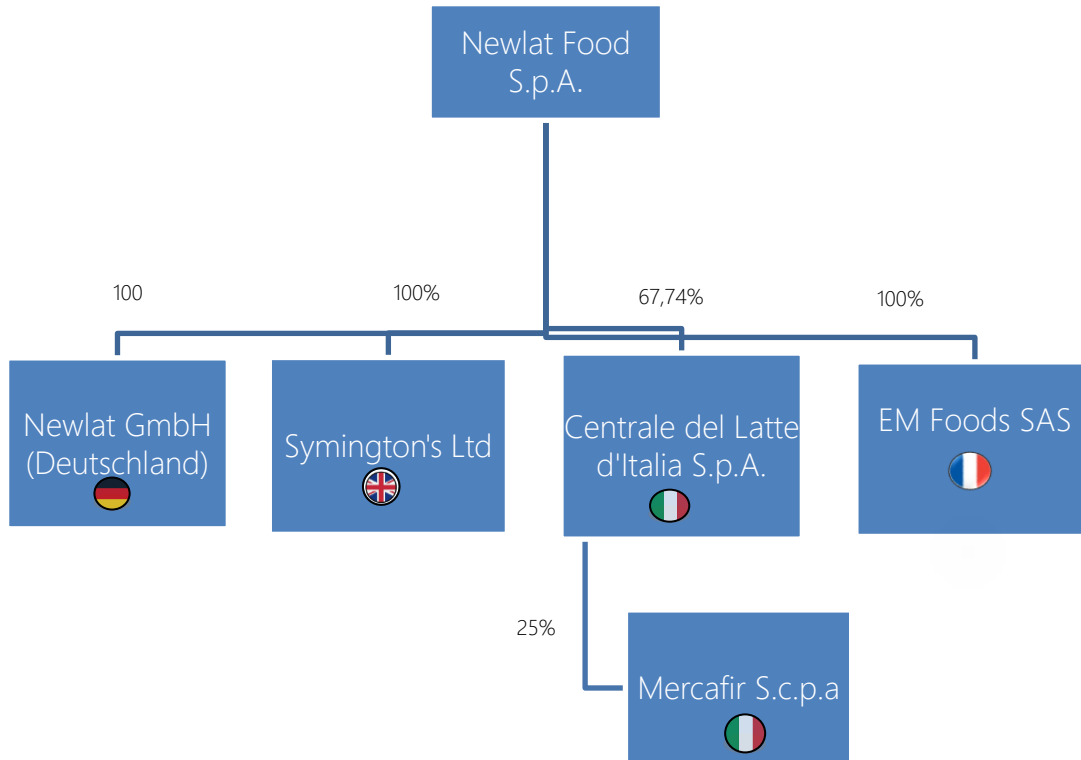 Newlat Food
S.p.A.
100
100%
67,74%
100%
Newlat GmbH
(Deutschland)
Symington's Ltd
Centrale del Latte
d'Italia S.p.A.
EM Foods SAS
25%
Mercafir S.c.p.a